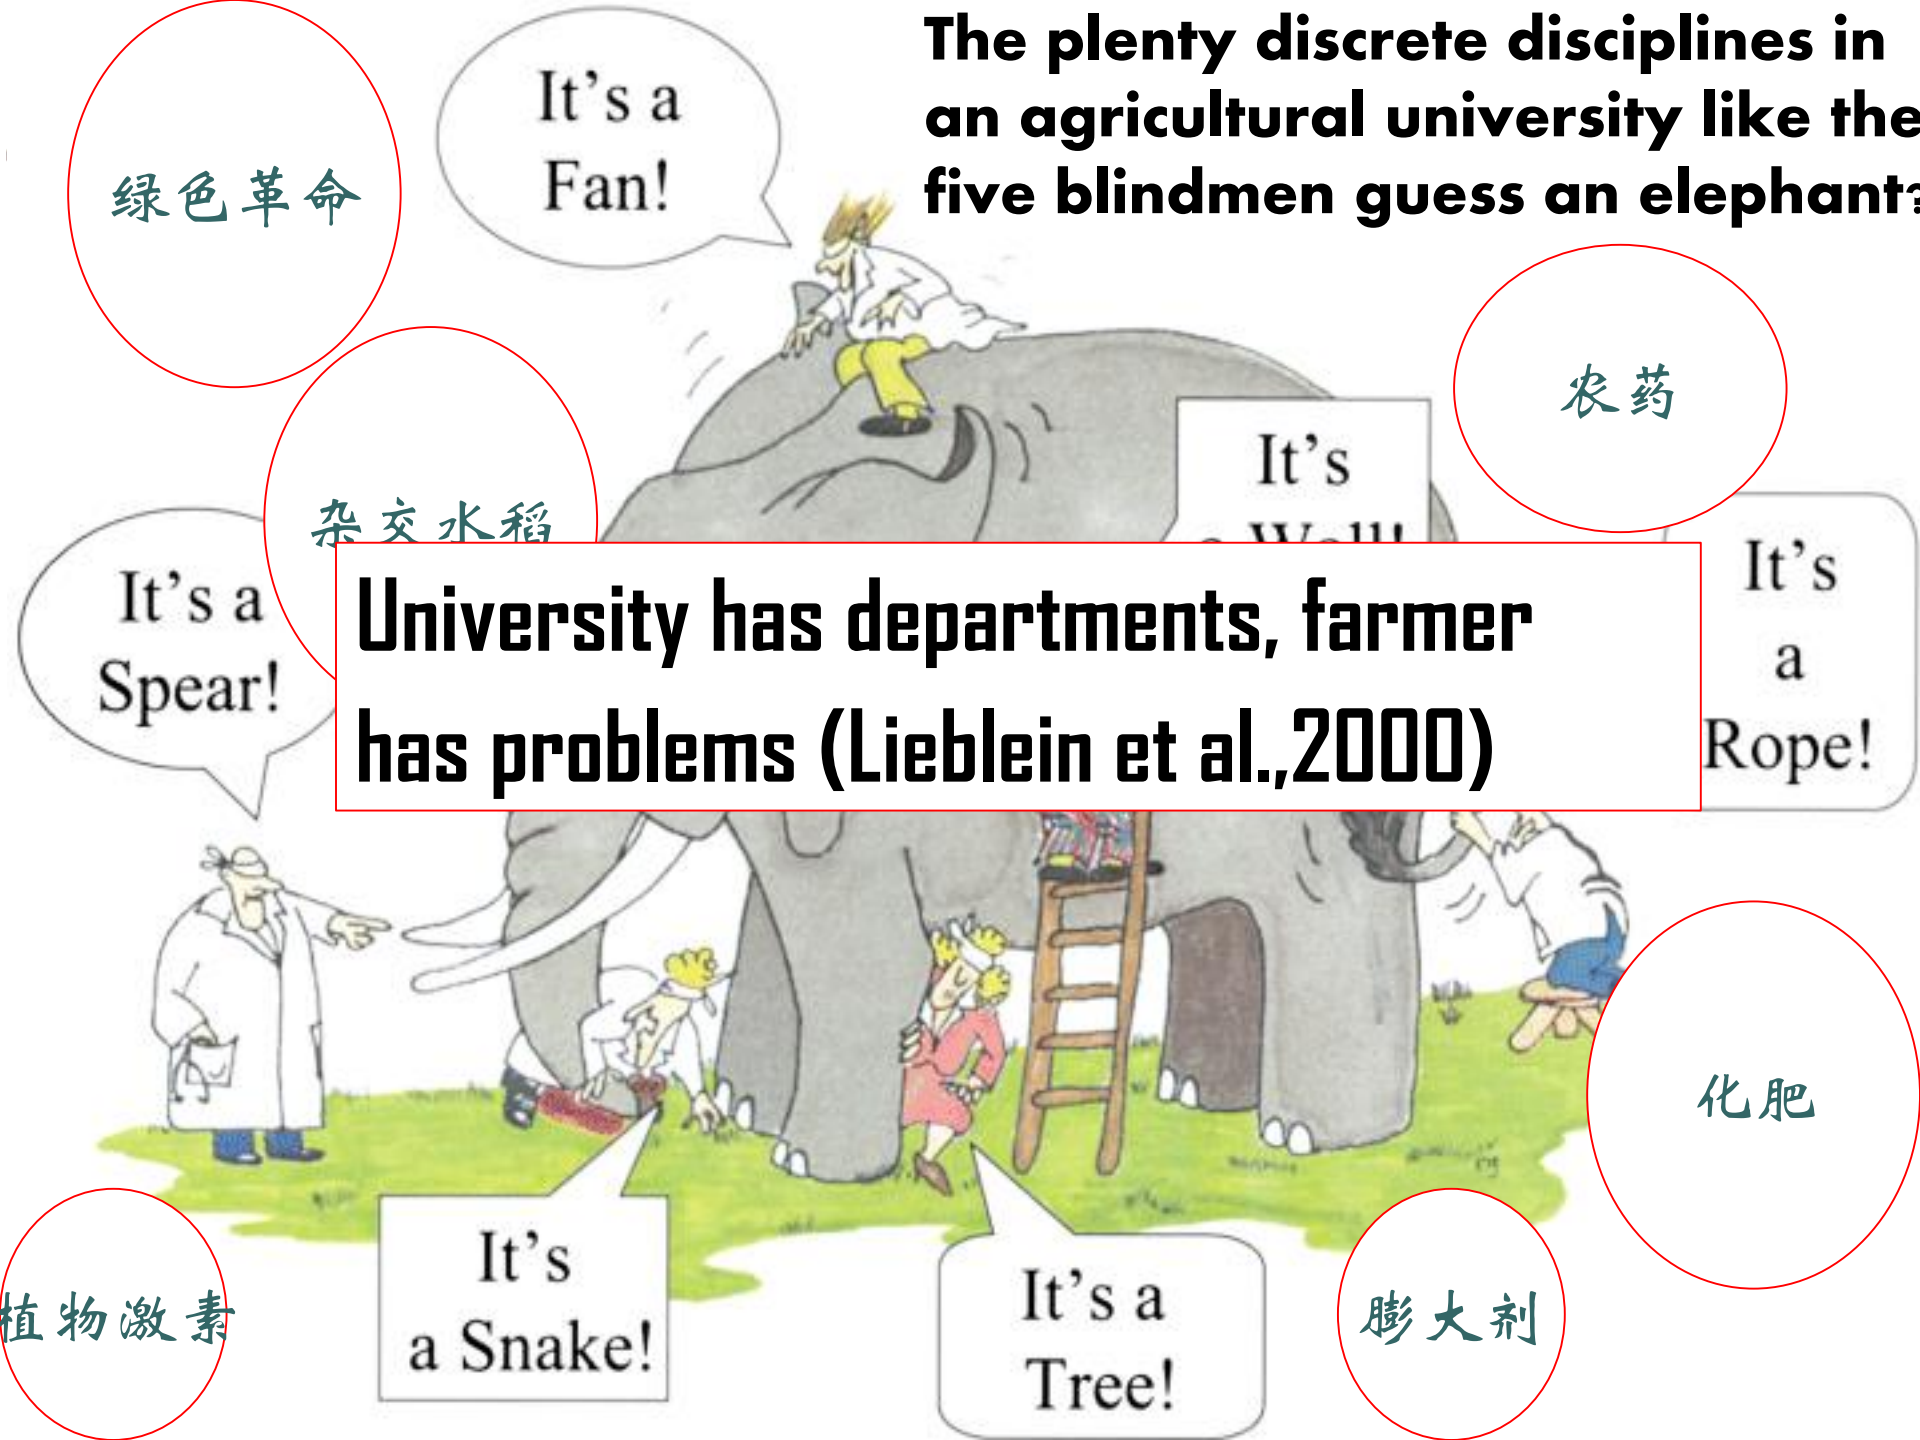 The plenty discrete disciplines in
an agricultural university like the
five blindmen guess an elephant?
绿色革命
It's a
Fan!
农药
杂交水稻
It's
a Wall!
It's a
Spear!
University has departments, farmer
has problems (Lieblein et al.,2000)
It's
a
Rope!
化肥
植物激素
It's
a Snake!
It's a
Tree!
膨大剂